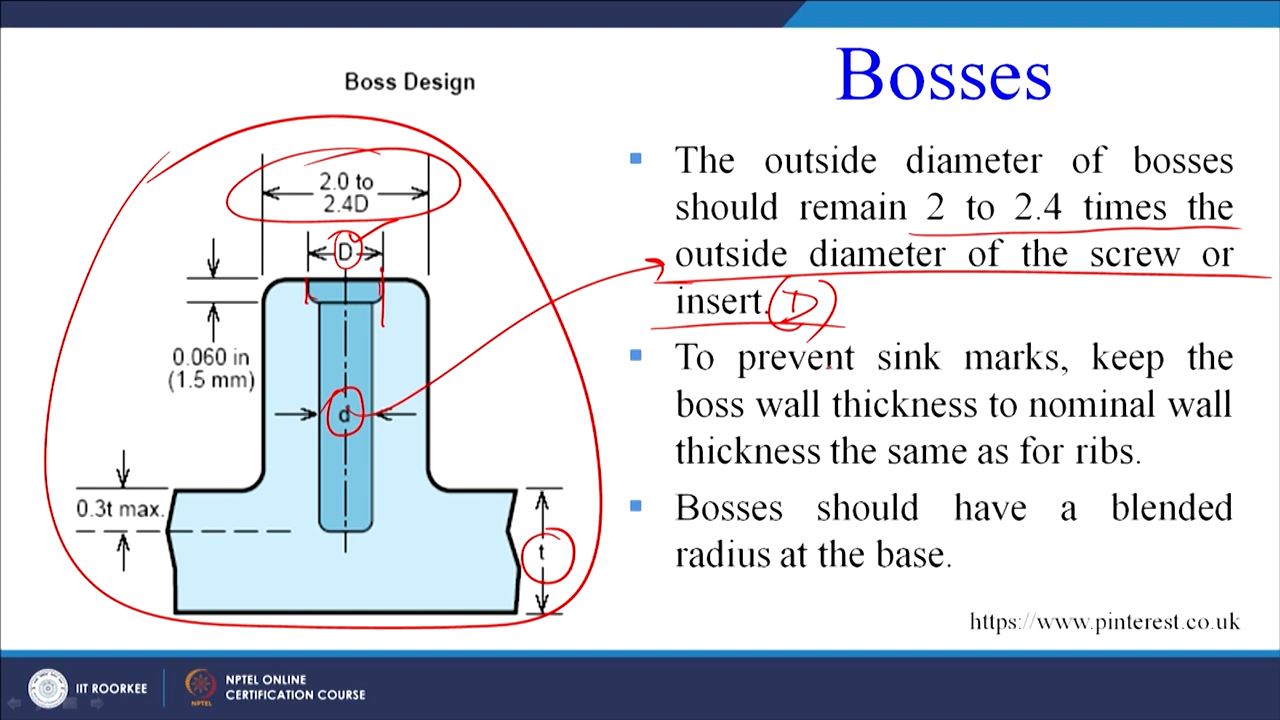 Boss Design
2.0 to
2.4D
D
0.060 in
(1.5 mm)
d
0.3t max.
t
Bosses
The outside diameter of bosses
should remain 2 to 2.4 times the
outside diameter of the screw or
insert. D
To prevent sink marks, keep the
boss wall thickness to nominal wall
thickness the same as for ribs.
Bosses should have a blended
radius at the base.
https://www.pinterest.co.uk
IIT ROORKEE
NPTEL
NPTEL ONLINE
CERTIFICATION COURSE